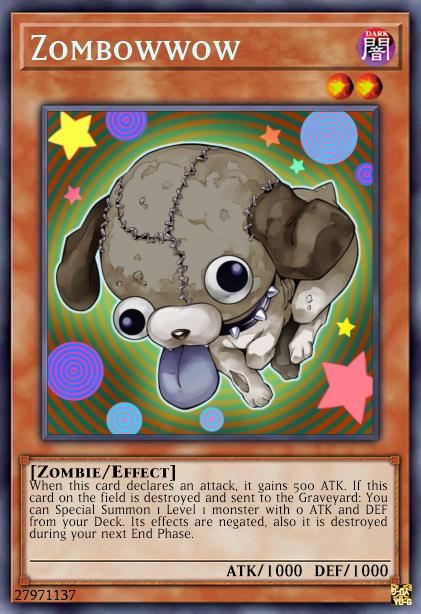 Zombowwow
DARK
闇
[Zombie/Effect]
When this card declares an attack, it gains 500 ATK. If this
card on the field is destroyed and sent to the Graveyard: You
can Special Summon 1 Level 1 monster with 0 ATK and DEF
from your Deck. Its effects are negated, also it is destroyed
during your next End Phase.
ATK/1000 DEF/1000
27971137